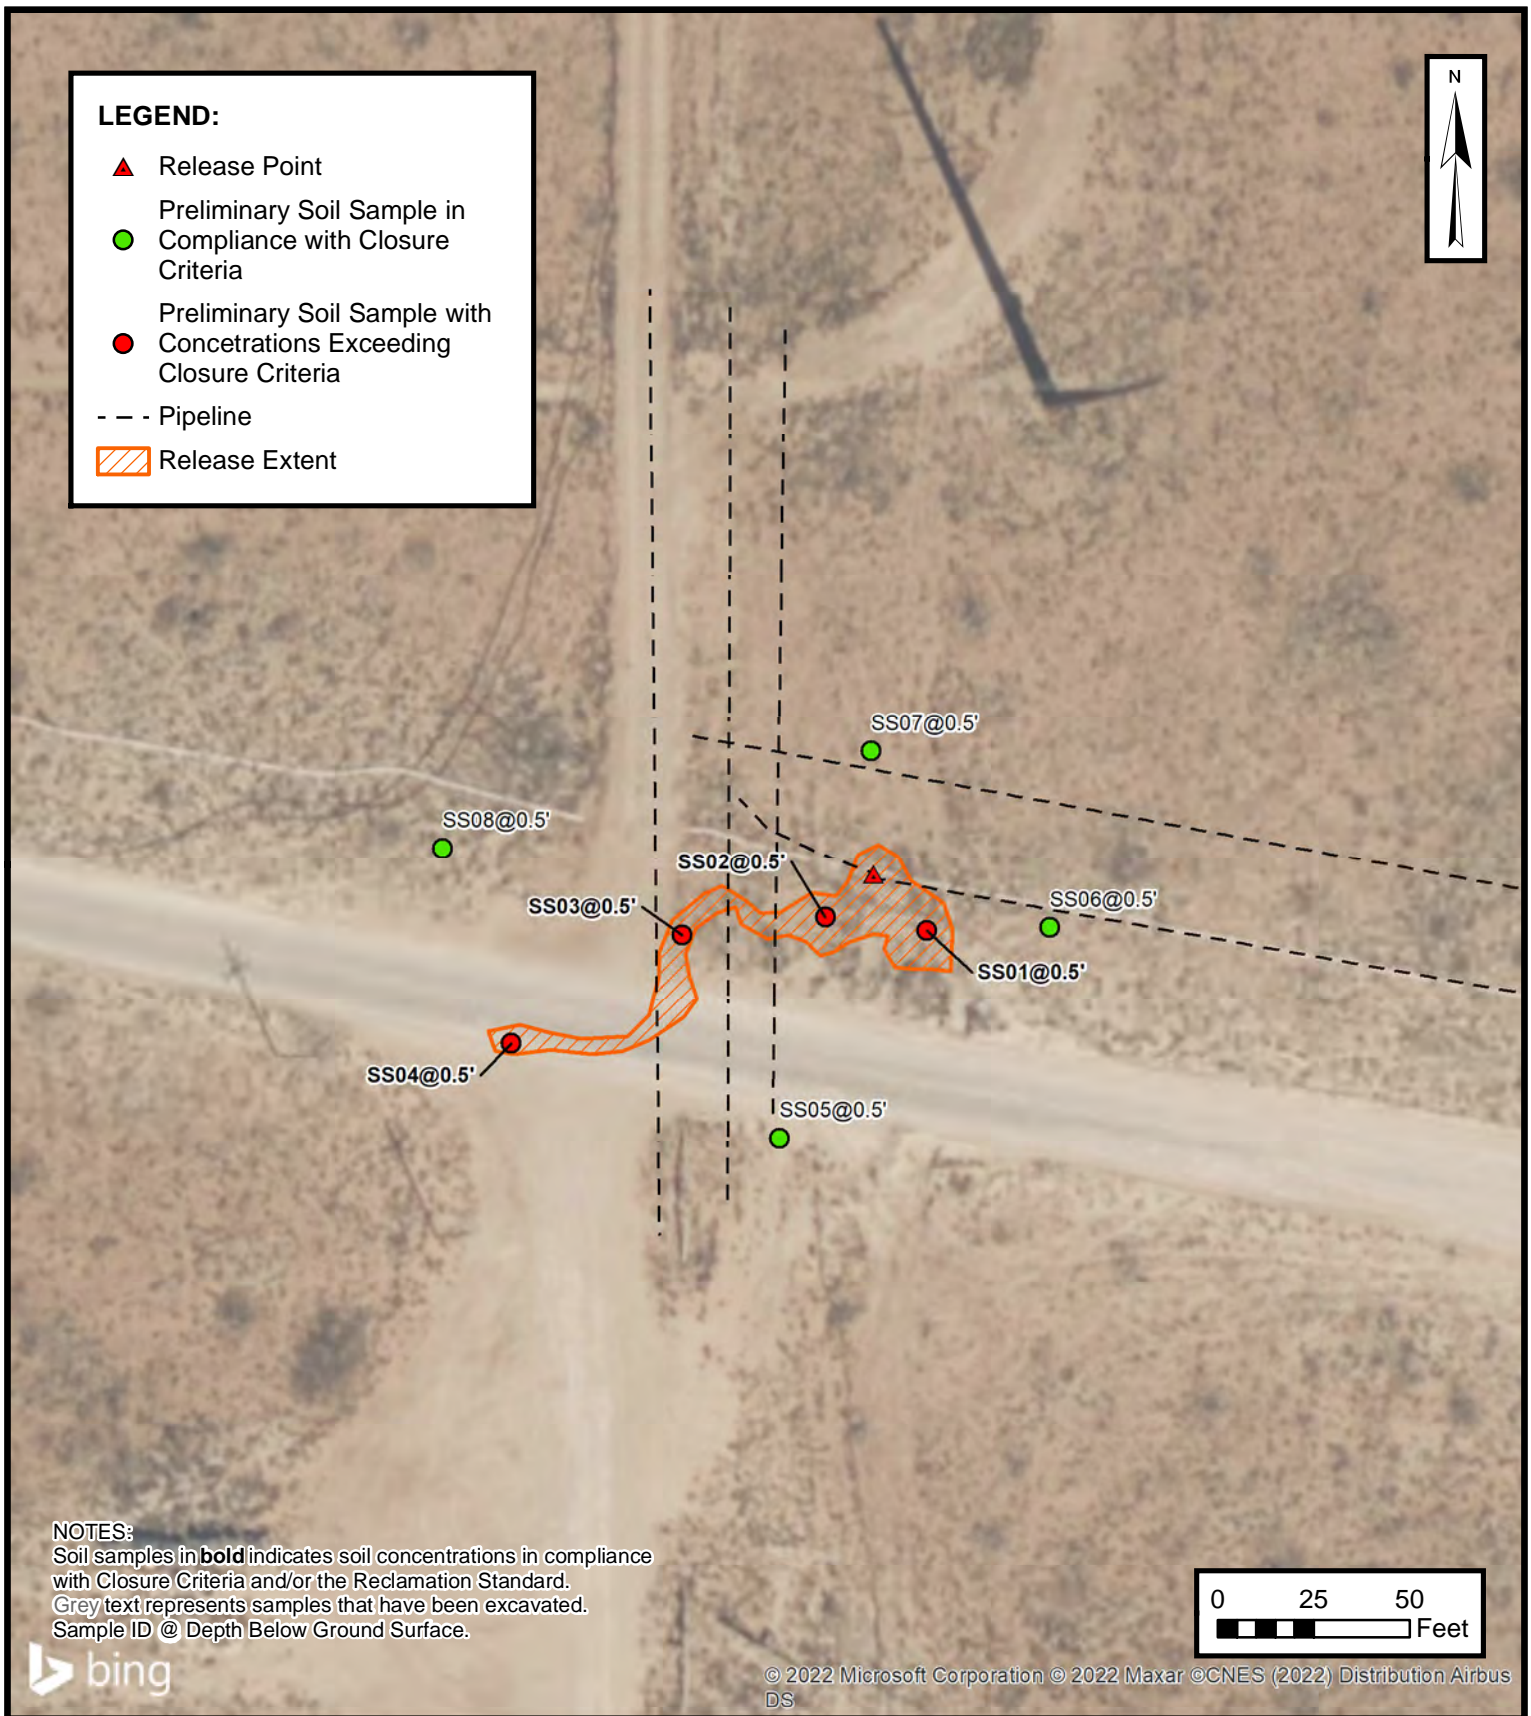 LEGEND:
Release Point
Preliminary Soil Sample in
Compliance with Closure
Criteria
Preliminary Soil Sample with
Concetrations Exceeding
Closure Criteria
Pipeline
Release Extent
N
SS07@0.5'
SS08@0.5'
SS02@0.5'
SS06@0.5'
SS03@0.5'
SS01@0.5'
SS04@0.5'
SS05@0.5'
NOTES:
Soil samples in bold indicates soil concentrations in compliance
with Closure Criteria and/or the Reclamation Standard.
Grey text represents samples that have been excavated.
Sample ID @ Depth Below Ground Surface.
0 25 50
Feet
bing
© 2022 Microsoft Corporation © 2022 Maxar ©CNES (2022) Distribution Airbus
DS